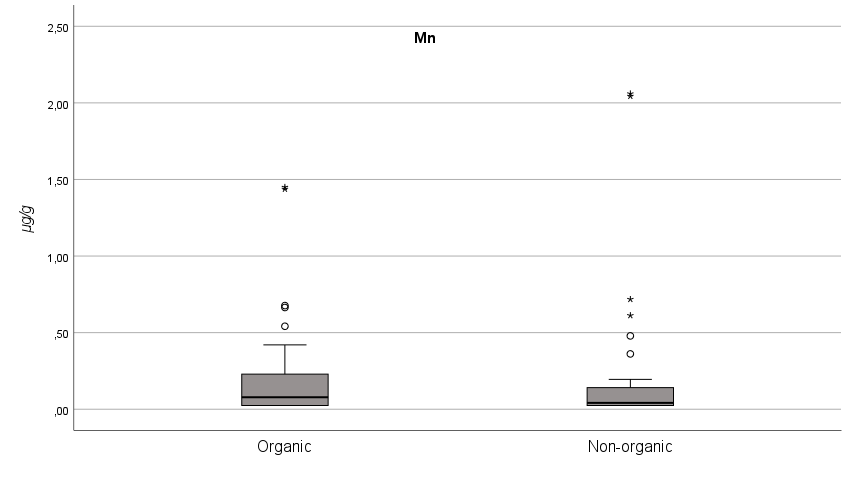 Mn
2,50
2,00
1,50
1,00
,50
,00
µg/g
Organic
Non-organic